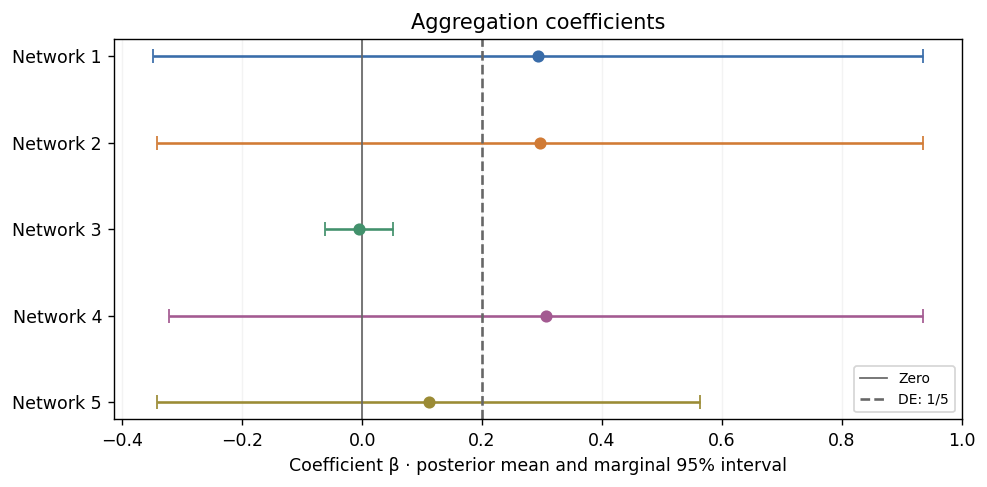 Aggregation coefficients
Network 1
Network 2
Network 3
Network 4
Network 5
Zero
DE: 1/5
−0.4 −0.2 0.0 0.2 0.4 0.6 0.8 1.0
Coefficient β · posterior mean and marginal 95% interval